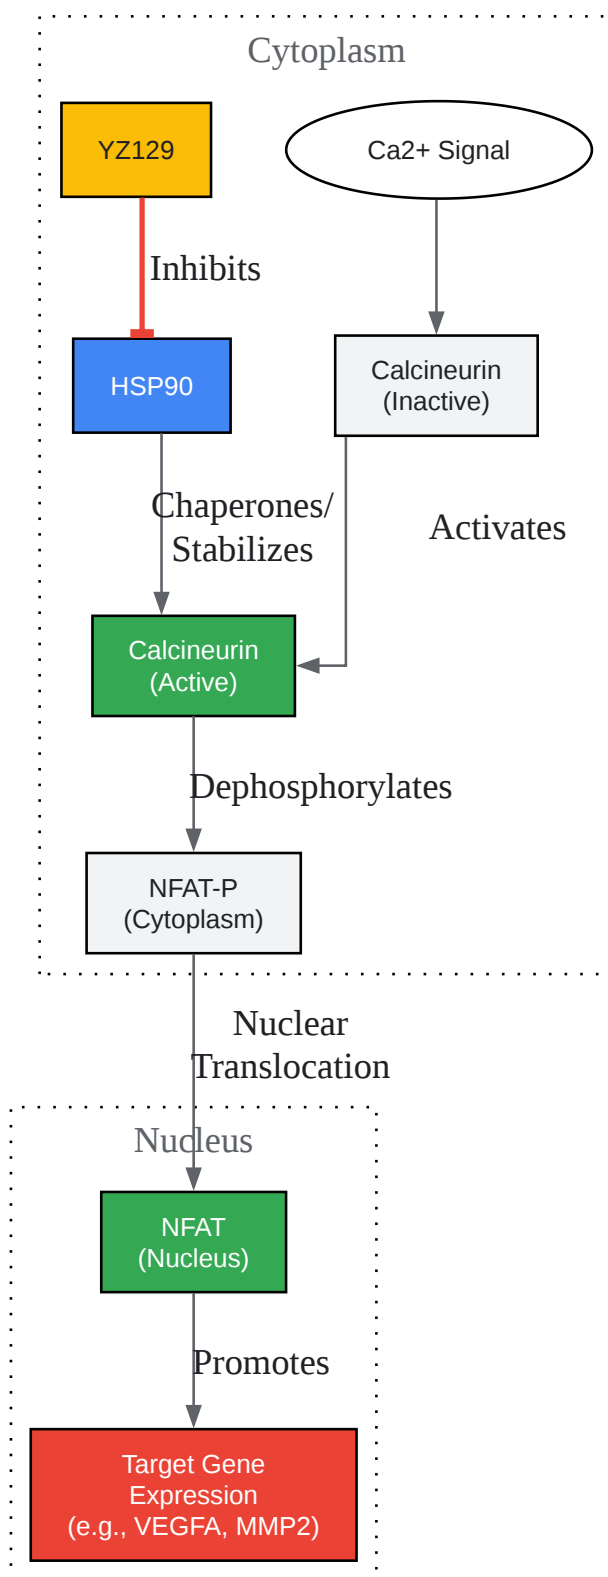 Cytoplasm
YZ129
Ca2+ Signal
Inhibits
HSP90
Calcineurin
(Inactive)
Chaperones/
Stabilizes
Activates
Calcineurin
(Active)
Dephosphorylates
NFAT-P
(Cytoplasm)
Nuclear
Translocation
Nucleus
NFAT
(Nucleus)
Promotes
Target Gene
Expression
(e.g., VEGFA, MMP2)